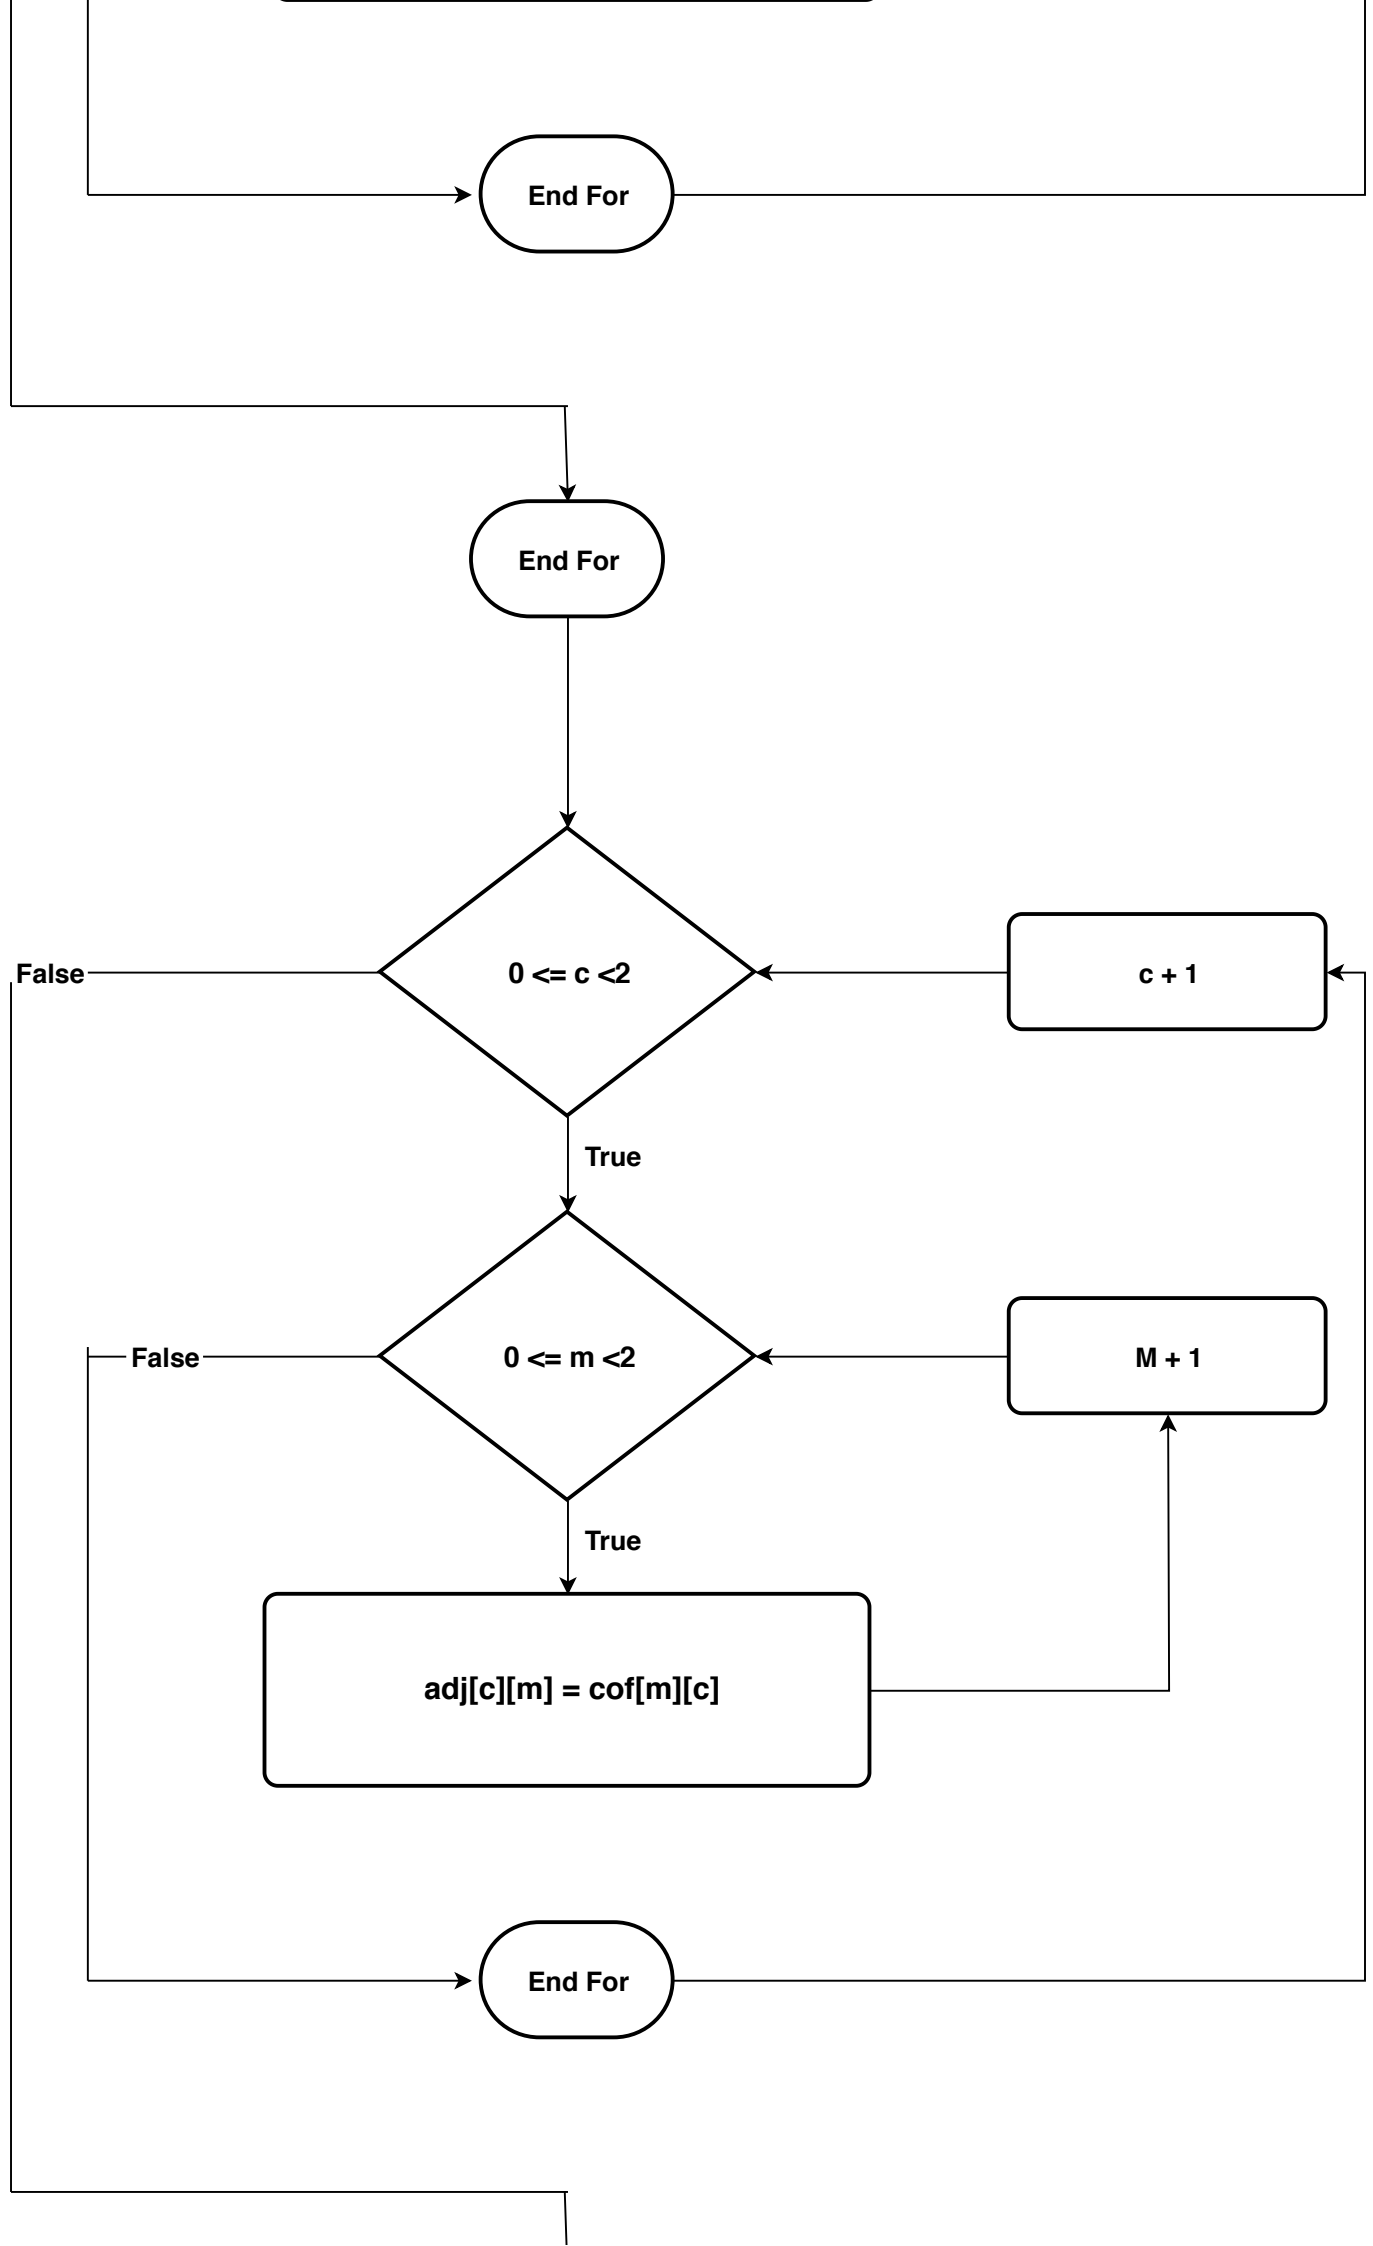 End For
End For
0 <= c <2
False
c + 1
True
0 <= m <2
False
M + 1
True
adj[c][m] = cof[m][c]
End For